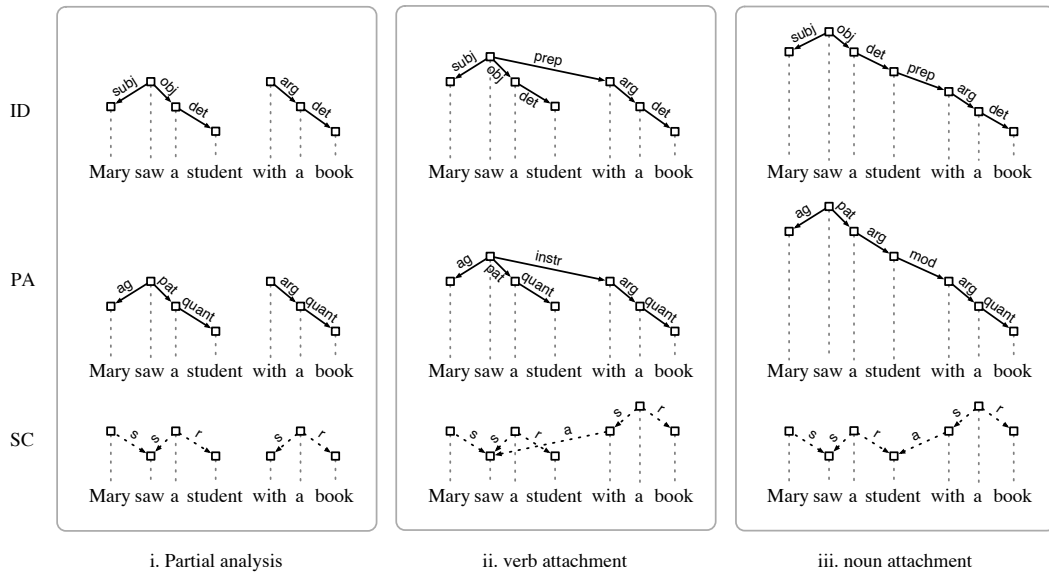 ID
subj obj det arg det
Mary saw a student with a book
subj obj det prep arg det
Mary saw a student with a book
subj obj det prep arg det
Mary saw a student with a book
PA
ag pat quant arg quant
Mary saw a student with a book
ag pat quant instr arg quant
Mary saw a student with a book
ag pat arg mod arg quant
Mary saw a student with a book
SC
s s r s r
Mary saw a student with a book
s s r a s r
Mary saw a student with a book
s s r a s r
Mary saw a student with a book
i. Partial analysis
ii. verb attachment
iii. noun attachment